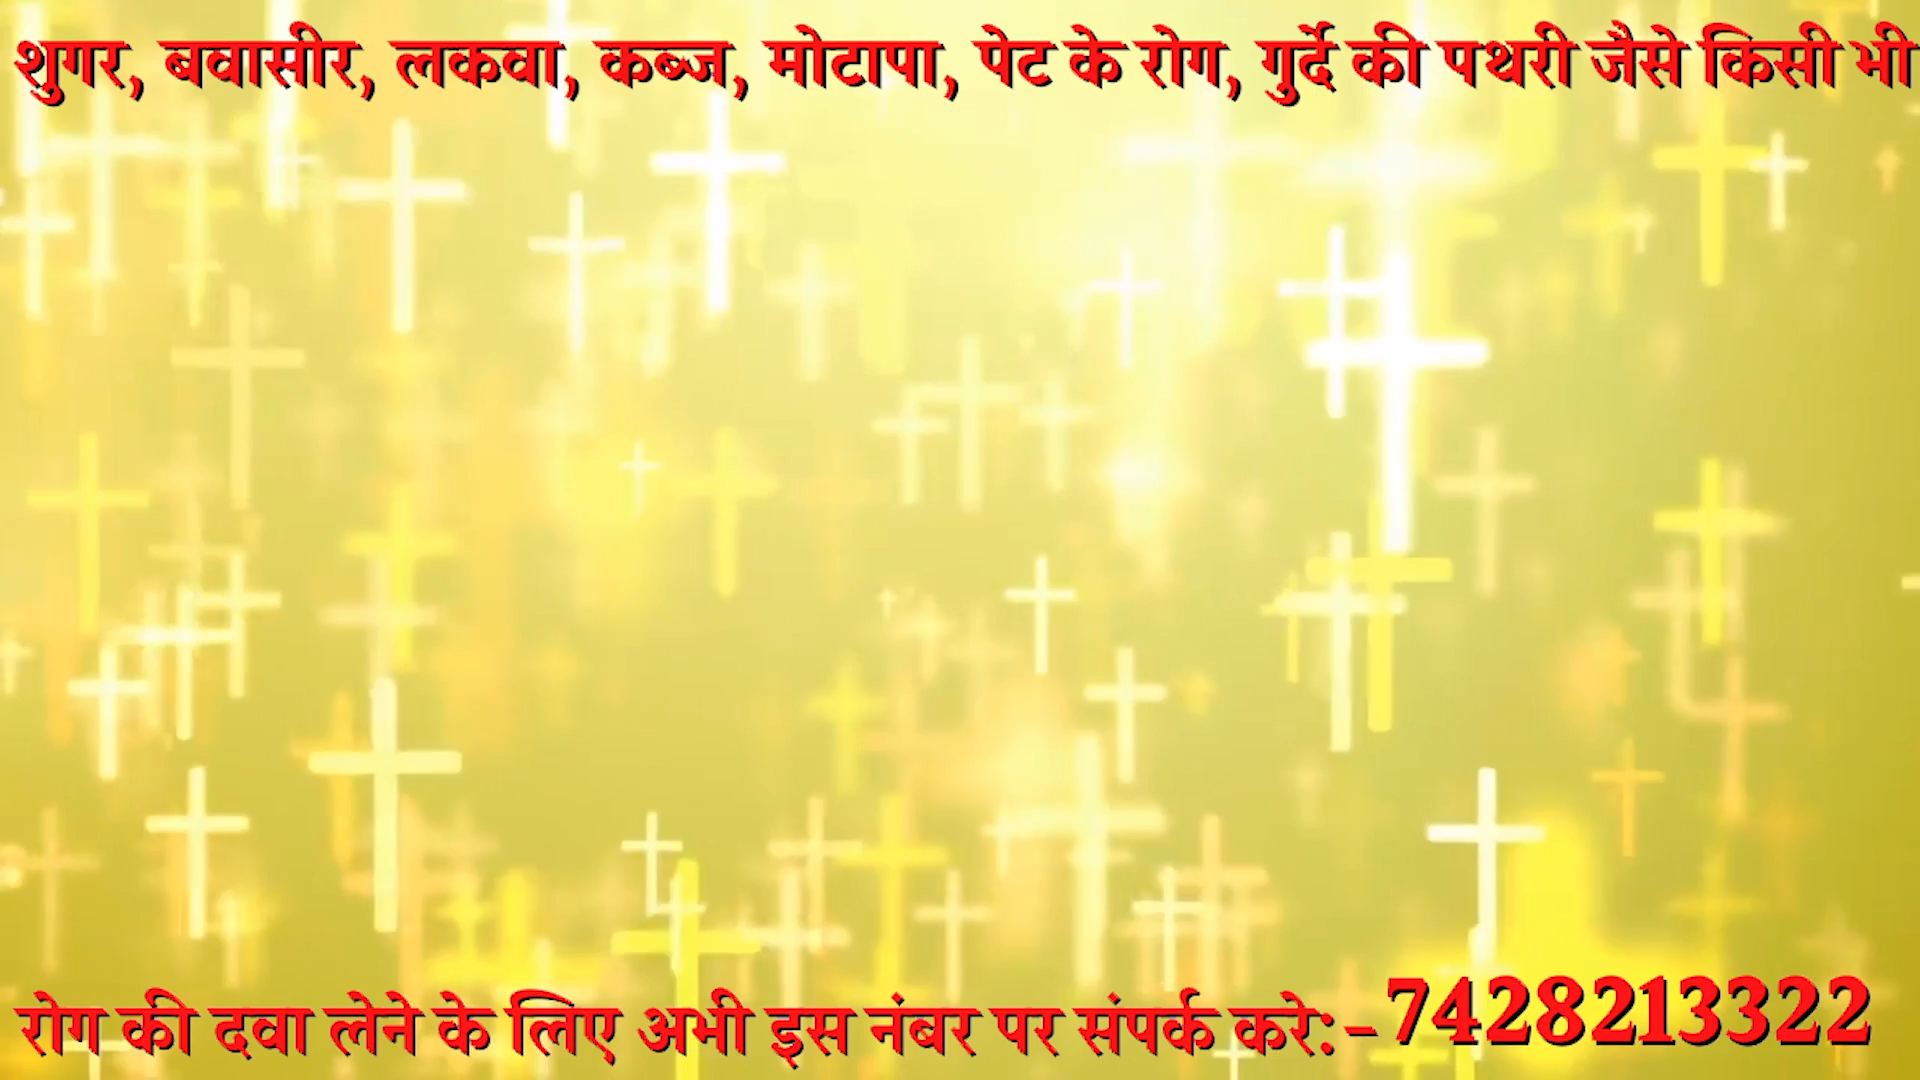 शुगर, बवासीर, लकवा, कब्ज, मोटापा, पेट के रोग, गुर्दे की पथरी जैसे किसी भी
रोग की दवा लेने के लिए अभी इस नंबर पर संपर्क करे:-7428213322